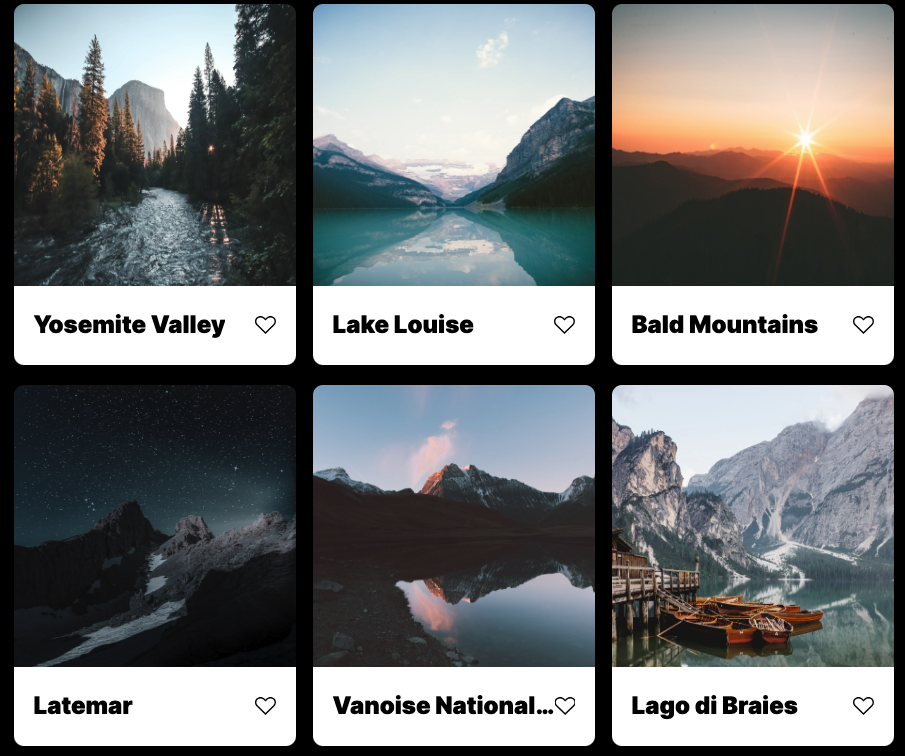 Yosemite Valley
Lake Louise
Bald Mountains
Latemar
Vanoise National...
Lago di Braies